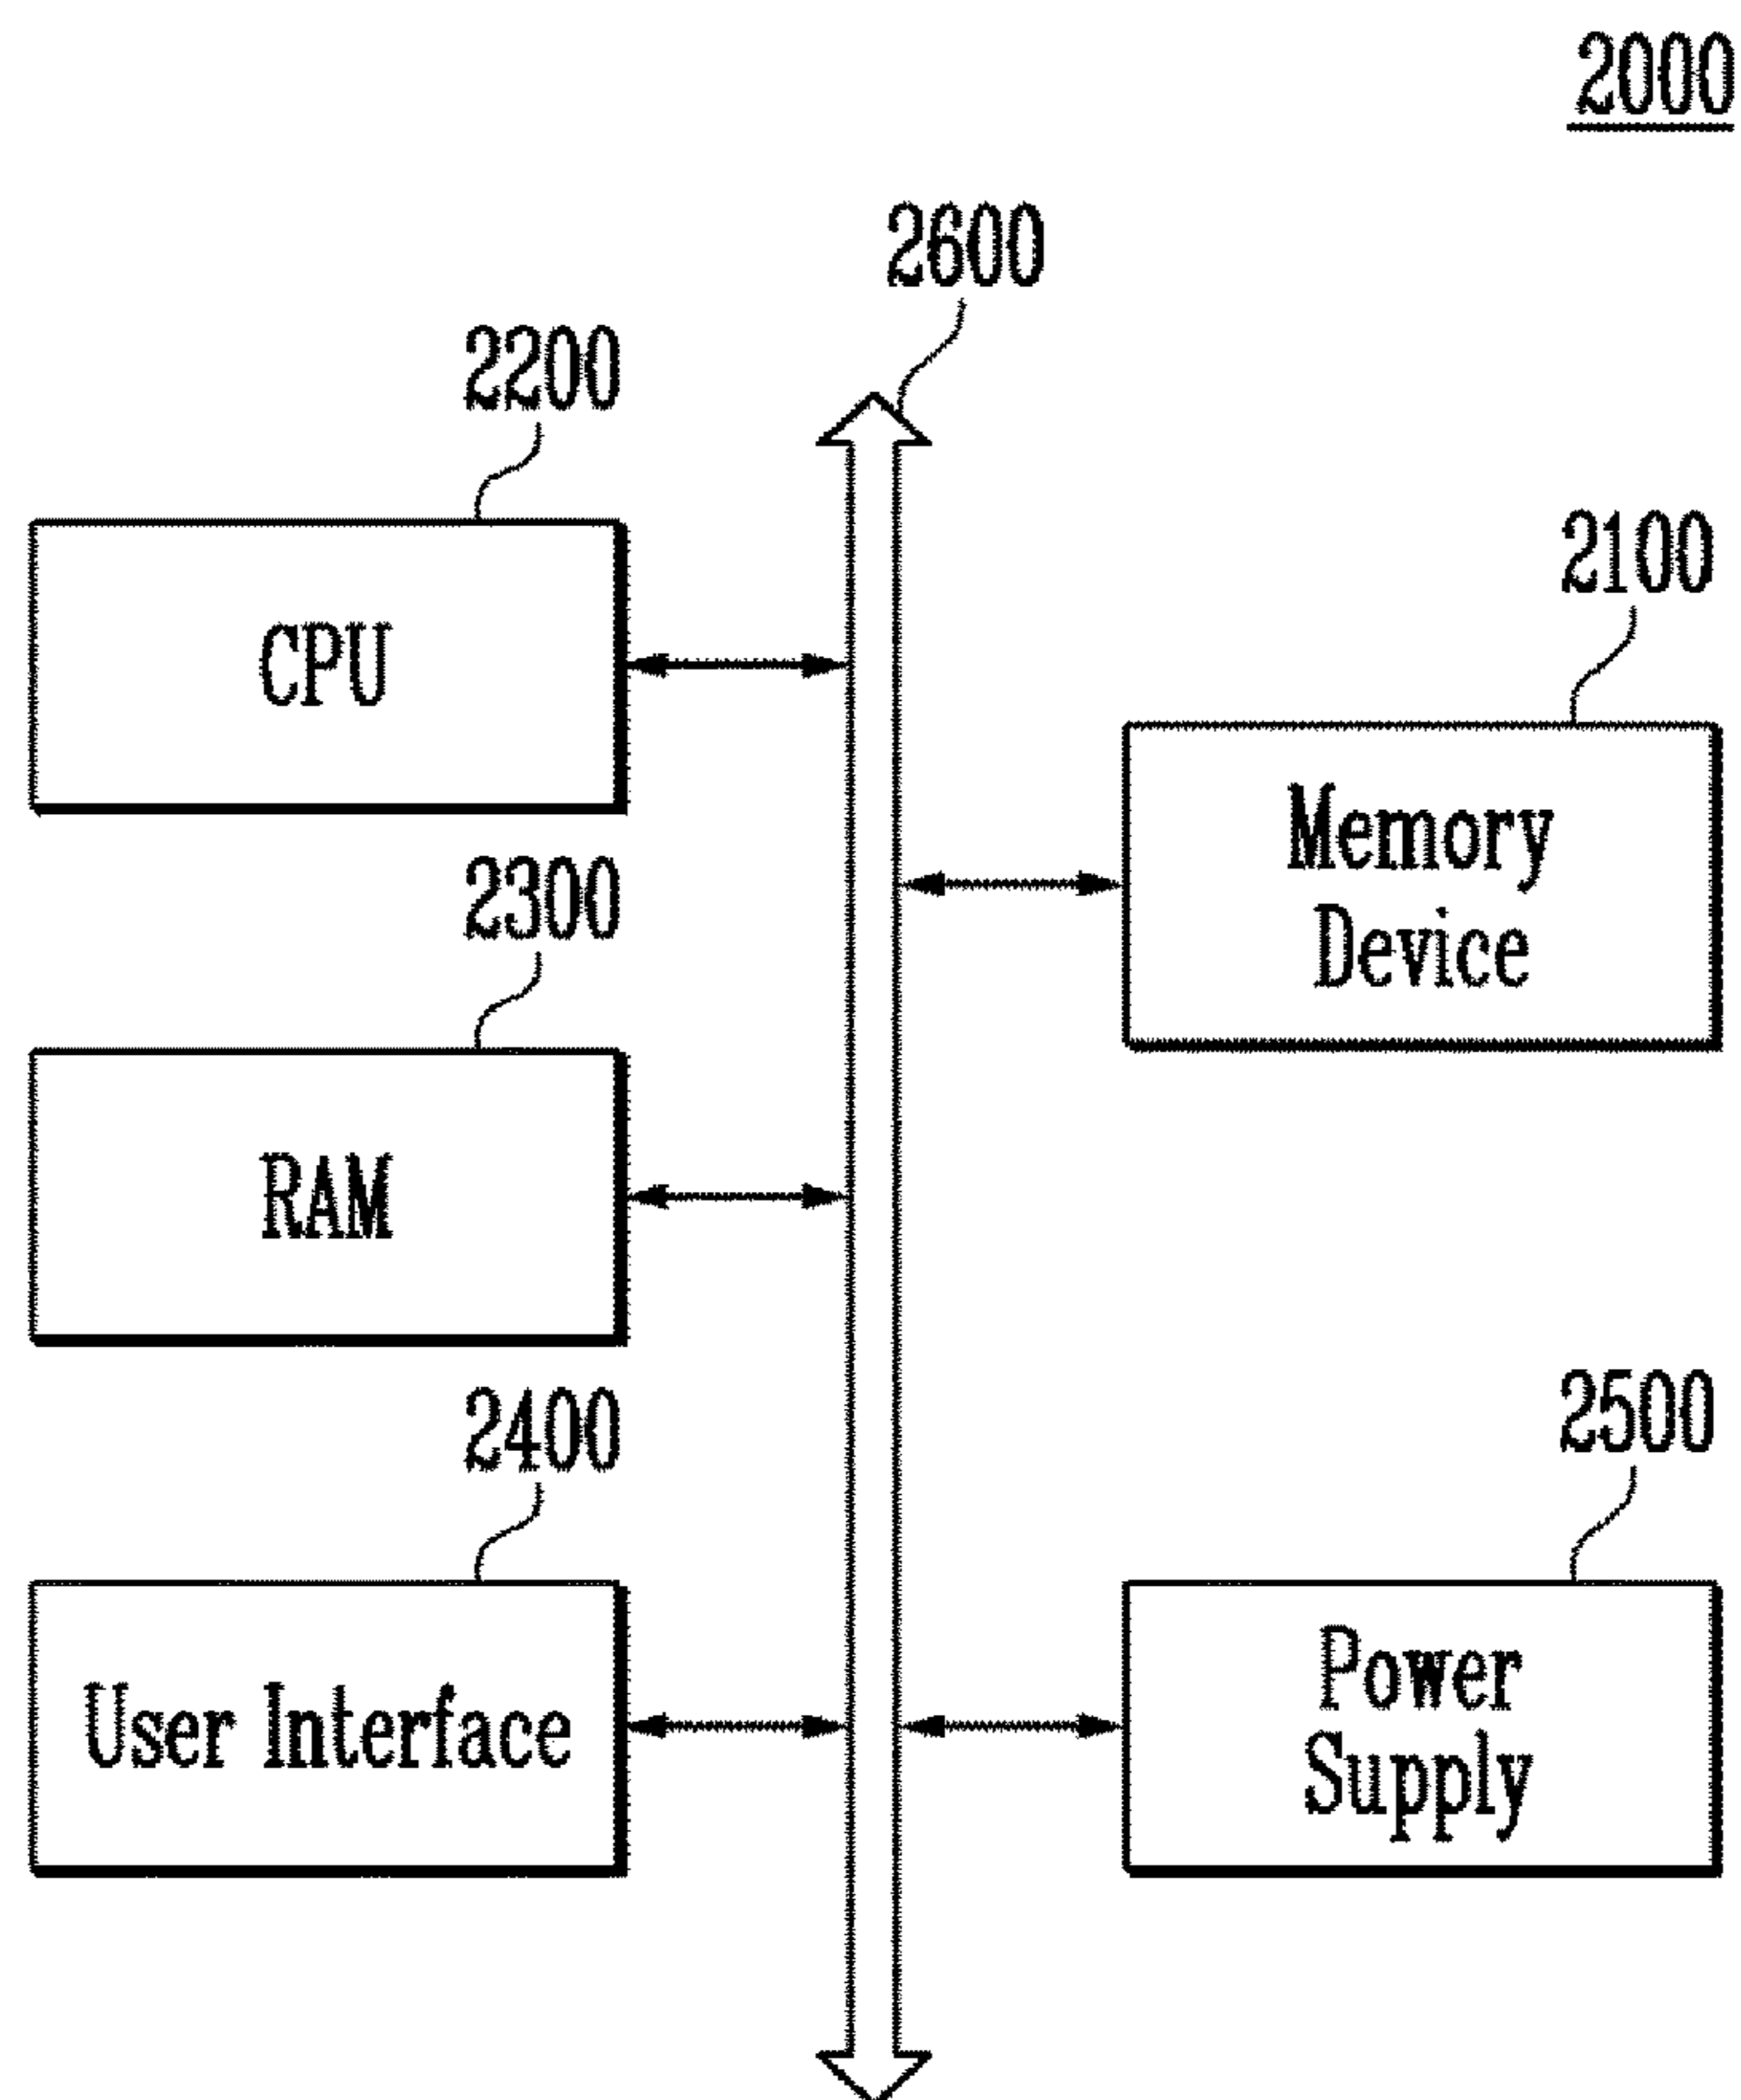 2000
2600
2200
CPU
2100
Memory
Device
2300
RAM
2400
User Interface
2500
Power
Supply